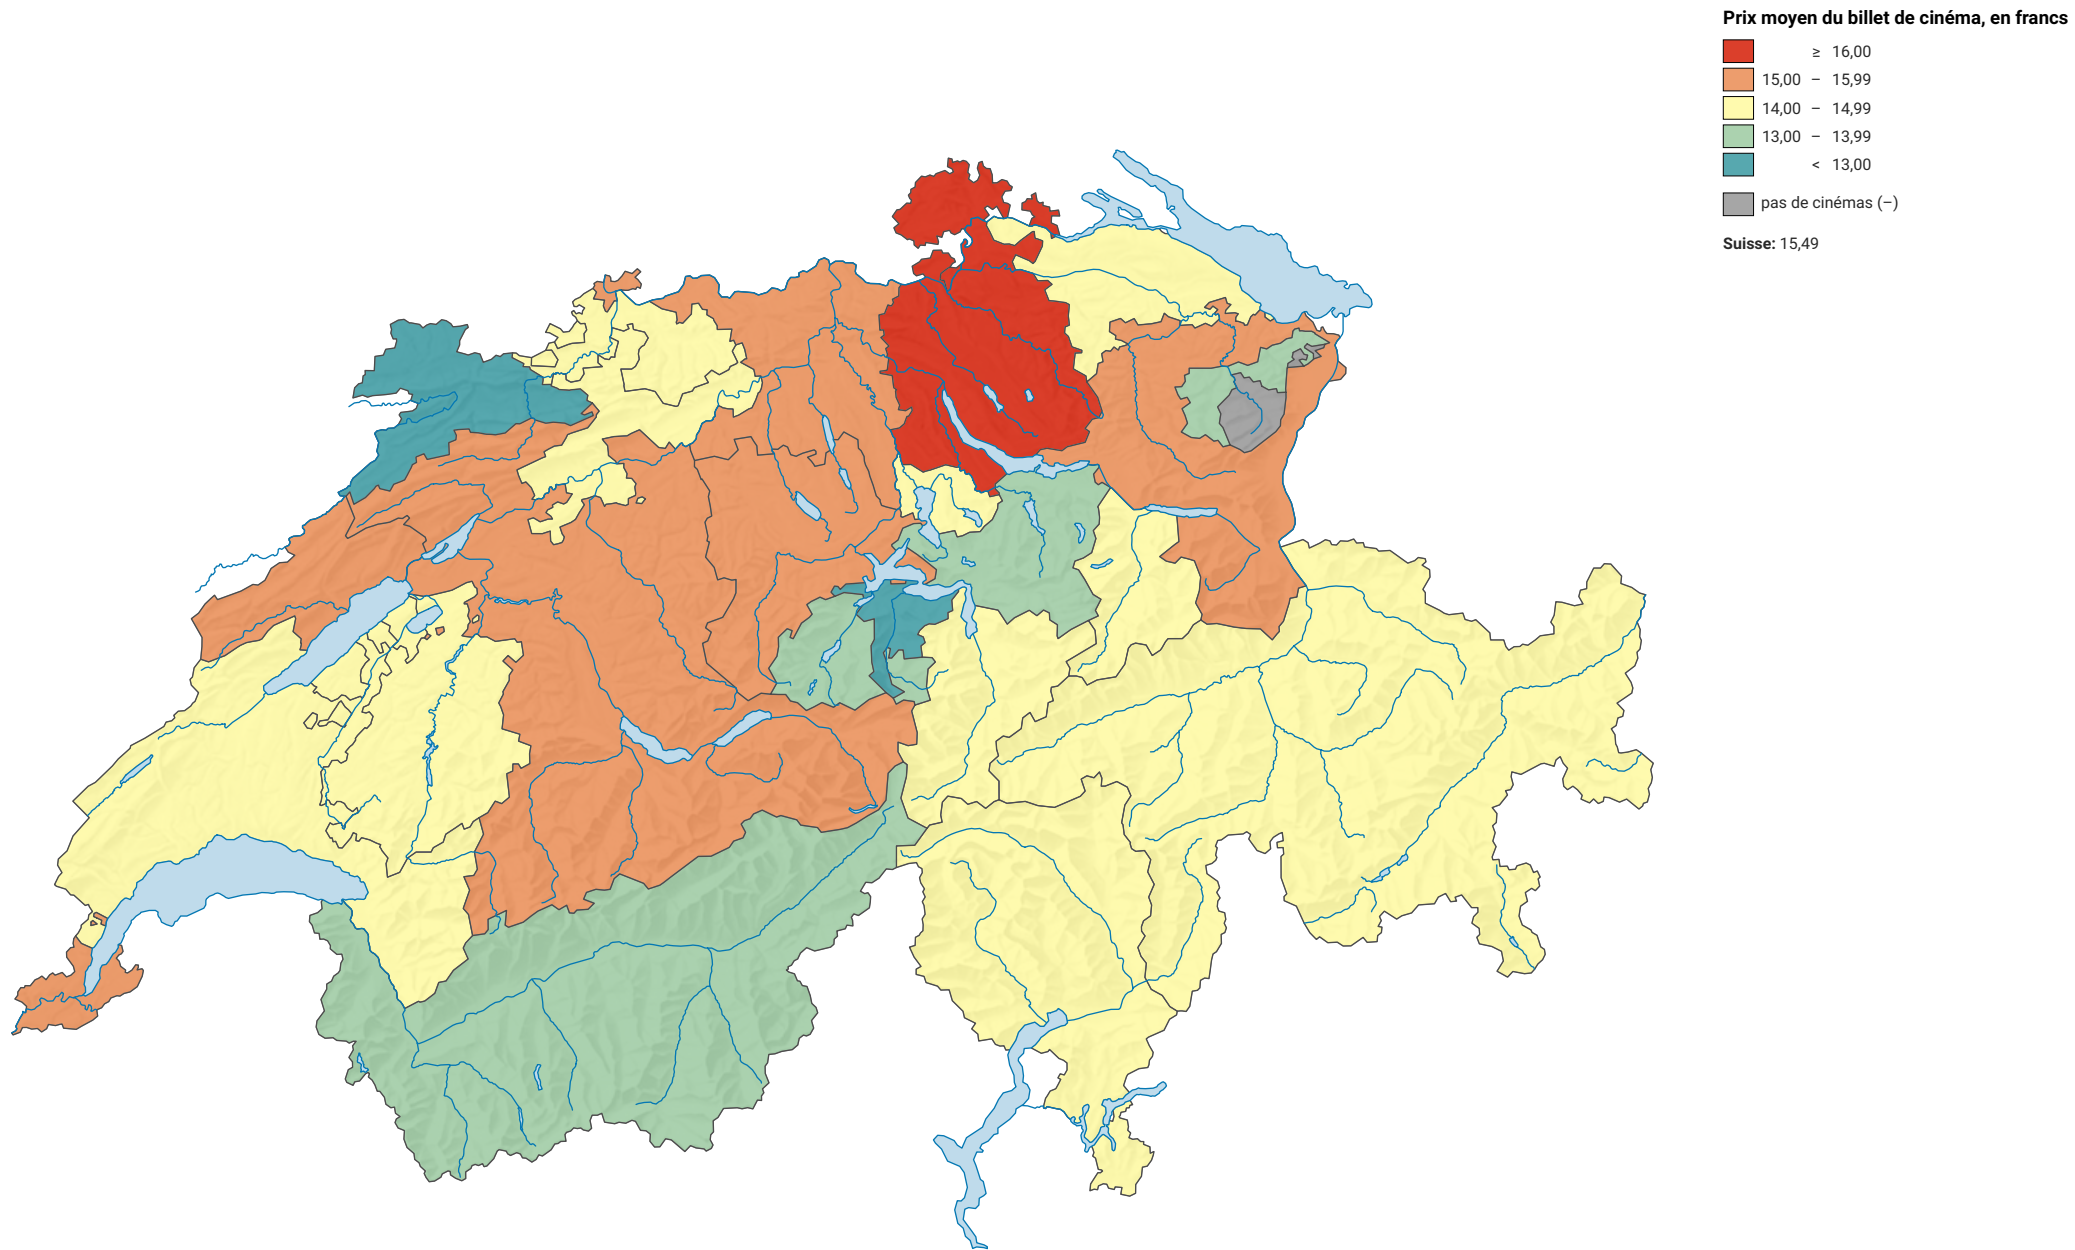 Prix moyen du billet de cinéma, en francs
≥ 16,00
15,00 – 15,99
14,00 – 14,99
13,00 – 13,99
< 13,00
pas de cinémas (–)
Suisse: 15,49